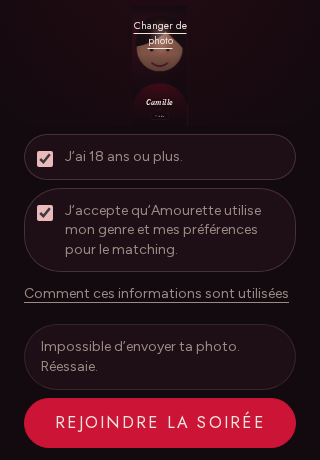 Changer de
photo
Camille
J’ai 18 ans ou plus.
J’accepte qu’Amourette utilise
mon genre et mes préférences
pour le matching.
Comment ces informations sont utilisées
Impossible d’envoyer ta photo.
Réessaie.
REJOINDRE LA SOIRÉE